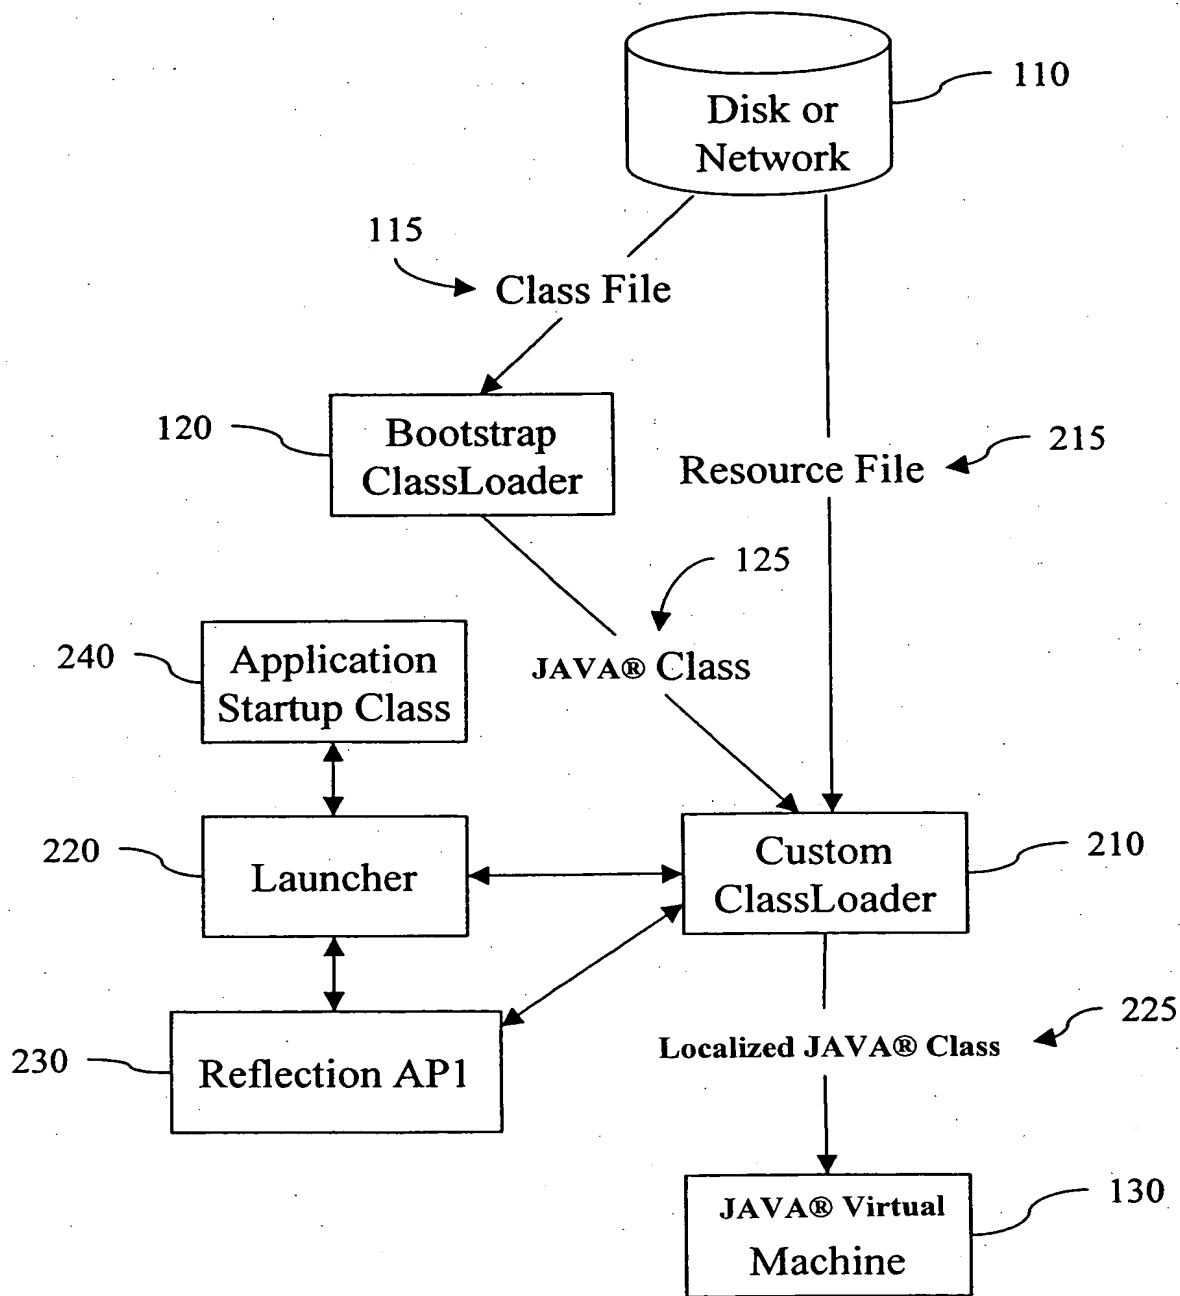 110
Disk or
Network
115
Class File
120
Bootstrap
ClassLoader
215
Resource File
125
JAVA® Class
240
Application
Startup Class
220
Launcher
Custom
ClassLoader
210
225
Localized JAVA® Class
230
Reflection AP1
130
JAVA® Virtual
Machine